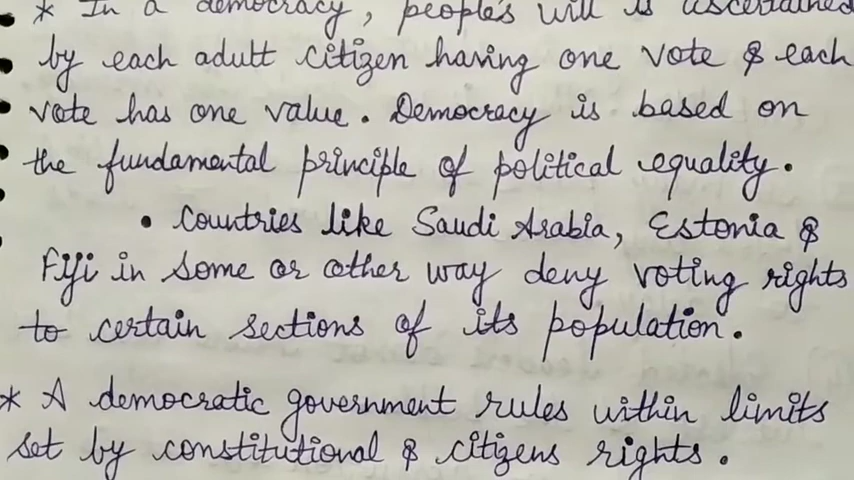 * In a democracy, people's will is ascertained
by each adult citizen having one vote & each
vote has one value. Democracy is based on
the fundamental principle of political equality.
• Countries like Saudi Arabia, Estonia &
Fiji in some or other way deny voting rights
to certain sections of its population.
* A democratic government rules within limits
set by constitutional & citizens rights.